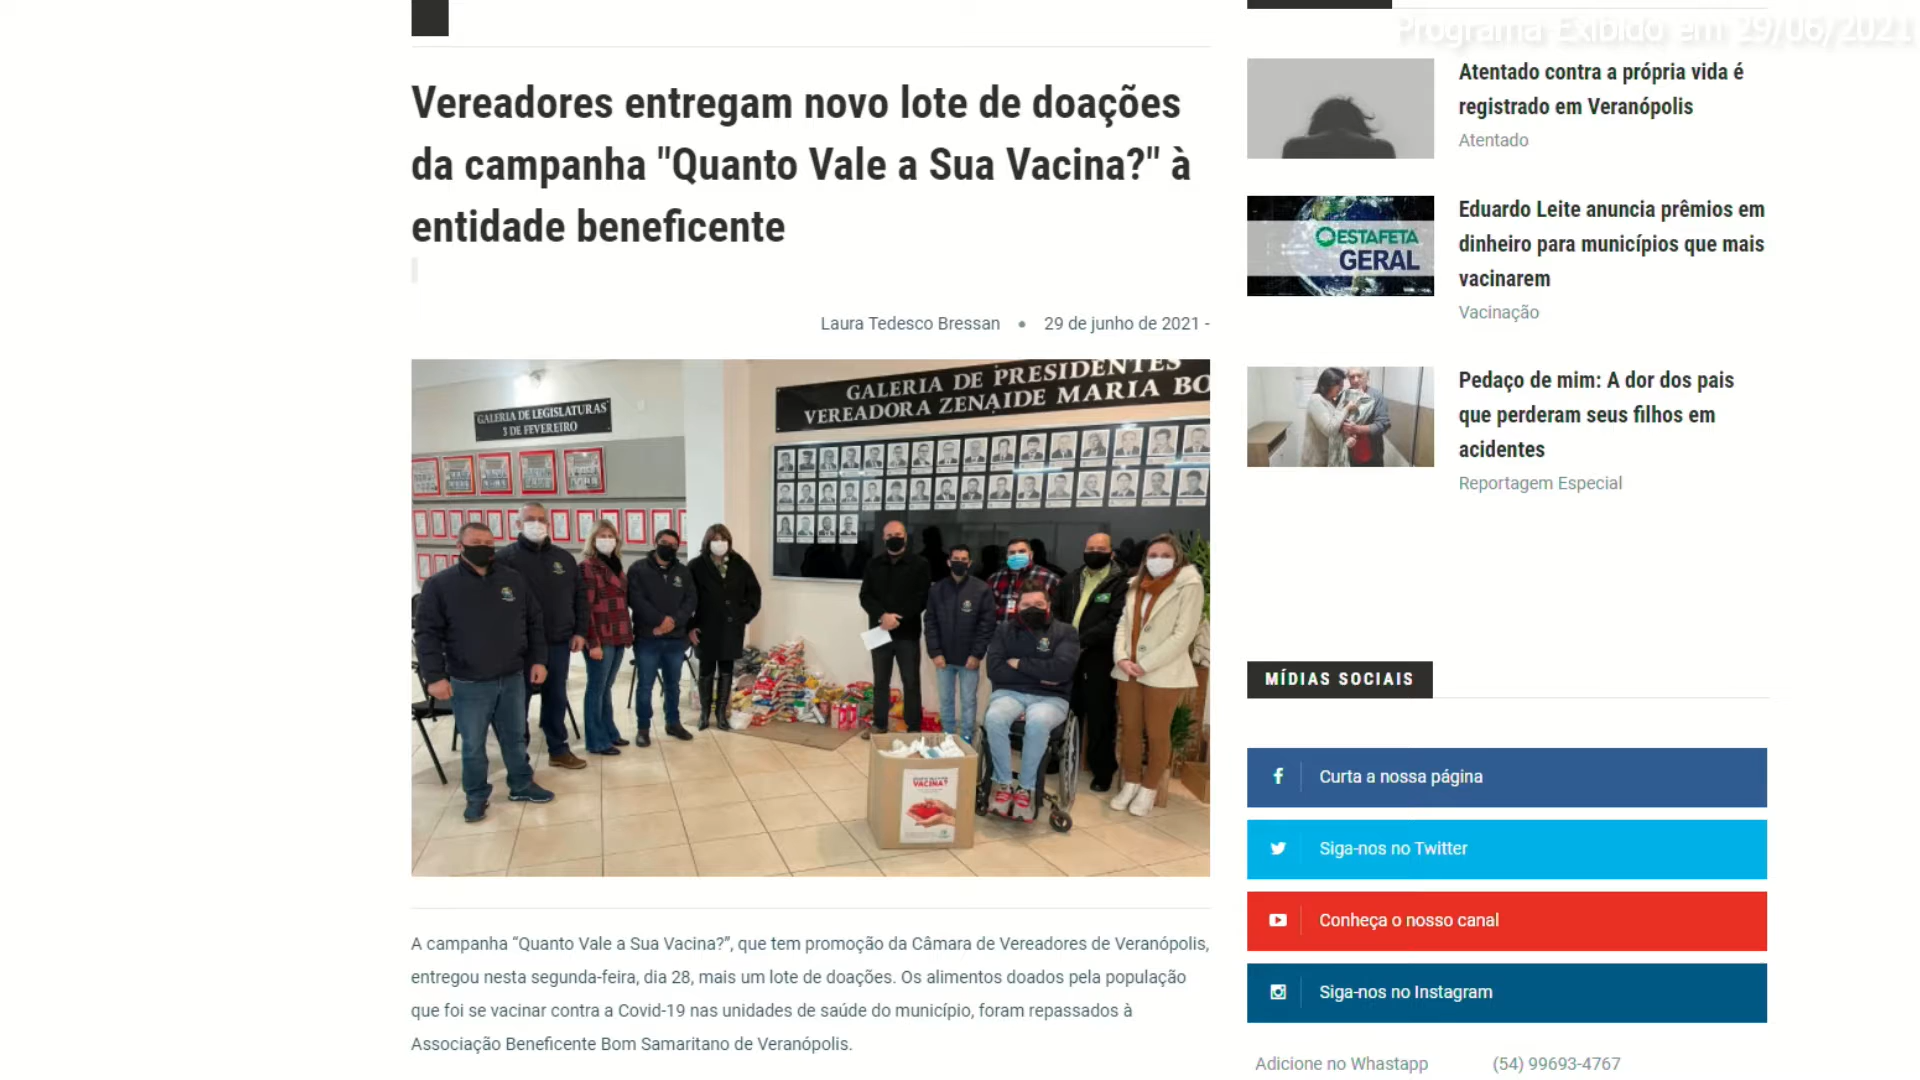 Programa Exibido em 29/06/2021
Vereadores entregam novo lote de doações
da campanha "Quanto Vale a Sua Vacina?" à
entidade beneficente
Laura Tedesco Bressan • 29 de junho de 2021 -
GALERIA DE LEGISLATURAS
3 DE FEVEREIRO
GALERIA DE PRESIDENTES
VEREADORA ZENAIDE MARIA BO
VACINA?
A campanha “Quanto Vale a Sua Vacina?”, que tem promoção da Câmara de Vereadores de Veranópolis,
entregou nesta segunda-feira, dia 28, mais um lote de doações. Os alimentos doados pela população
que foi se vacinar contra a Covid-19 nas unidades de saúde do município, foram repassados à
Associação Beneficente Bom Samaritano de Veranópolis.
Atentado contra a própria vida é
registrado em Veranópolis
Atentado
OESTAFETA
GERAL
Eduardo Leite anuncia prêmios em
dinheiro para municípios que mais
vacinarem
Vacinação
Pedaço de mim: A dor dos pais
que perderam seus filhos em
acidentes
Reportagem Especial
MÍDIAS SOCIAIS
Curta a nossa página
Siga-nos no Twitter
Conheça o nosso canal
Siga-nos no Instagram
Adicione no Whastapp (54) 99693-4767